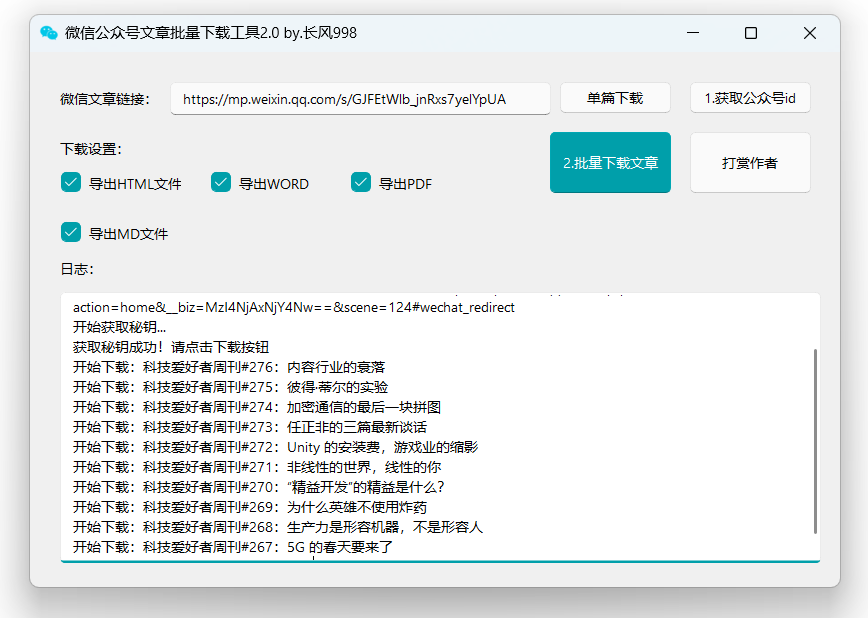 微信公众号文章批量下载工具2.0 by.长风998
微信文章链接：
https://mp.weixin.qq.com/s/GJFEtWlb_jnRxs7yelYpUA
单篇下载
1.获取公众号id
下载设置：
2.批量下载文章
打赏作者
导出HTML文件
导出WORD
导出PDF
导出MD文件
日志：
action=home&__biz=MzI4NjAxNjY4Nw==&scene=124#wechat_redirect
开始获取秘钥...
获取秘钥成功！请点击下载按钮
开始下载：科技爱好者周刊#276：内容行业的衰落
开始下载：科技爱好者周刊#275：彼得·蒂尔的实验
开始下载：科技爱好者周刊#274：加密通信的最后一块拼图
开始下载：科技爱好者周刊#273：任正非的三篇最新谈话
开始下载：科技爱好者周刊#272：Unity 的安装费，游戏业的缩影
开始下载：科技爱好者周刊#271：非线性的世界，线性的你
开始下载：科技爱好者周刊#270：“精益开发”的精益是什么？
开始下载：科技爱好者周刊#269：为什么英雄不使用炸药
开始下载：科技爱好者周刊#268：生产力是形容机器，不是形容人
开始下载：科技爱好者周刊#267：5G 的春天要来了